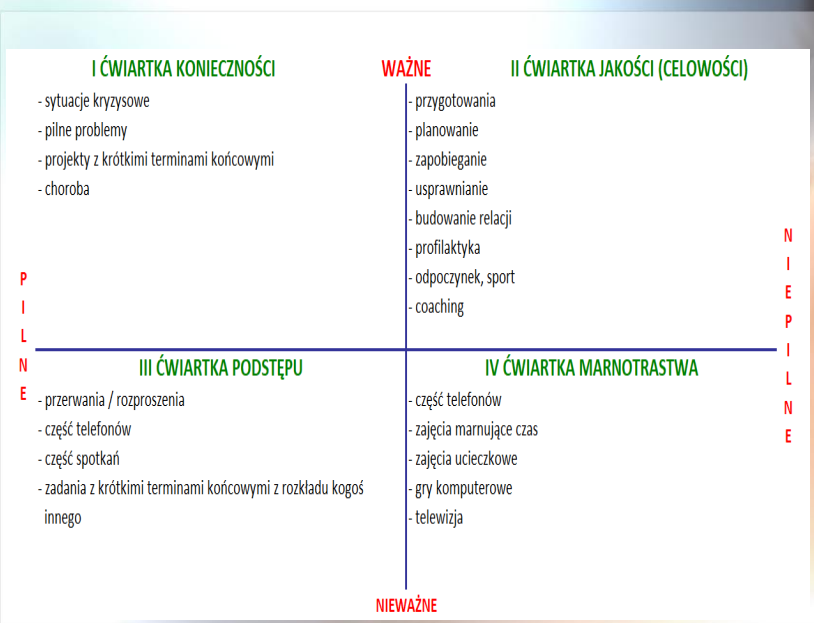 I ĆWIARTKA KONIECZNOŚCI
- sytuacje kryzysowe
- pilne problemy
- projekty z krótkimi terminami końcowymi
- choroba
WAŻNE
II ĆWIARTKA JAKOŚCI (CELOWOŚCI)
- przygotowania
- planowanie
- zapobieganie
- usprawnianie
- budowanie relacji
- profilaktyka
- odpoczynek, sport
- coaching
PILNE
NIEPILNE
III ĆWIARTKA PODSTĘPU
- przerwania / rozproszenia
- część telefonów
- część spotkań
- zadania z krótkimi terminami końcowymi z rozkładu kogoś
innego
IV ĆWIARTKA MARNOTRASTWA
- część telefonów
- zajęcia marnujące czas
- zajęcia ucieczkowe
- gry komputerowe
- telewizja
NIEWAŻNE